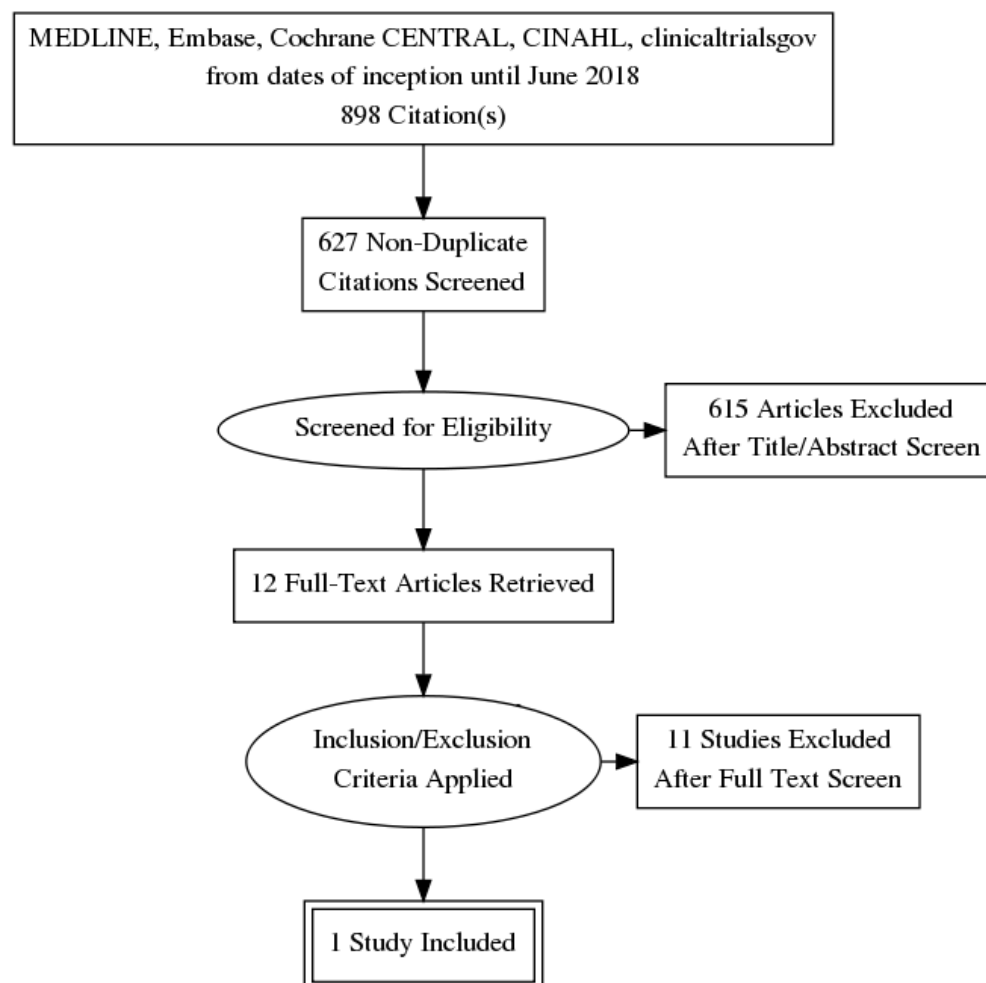 MEDLINE, Embase, Cochrane CENTRAL, CINAHL, clinicaltrialsgov
from dates of inception until June 2018
898 Citation(s)
627 Non-Duplicate
Citations Screened
Screened for Eligibility
615 Articles Excluded
After Title/Abstract Screen
12 Full-Text Articles Retrieved
Inclusion/Exclusion
Criteria Applied
11 Studies Excluded
After Full Text Screen
1 Study Included